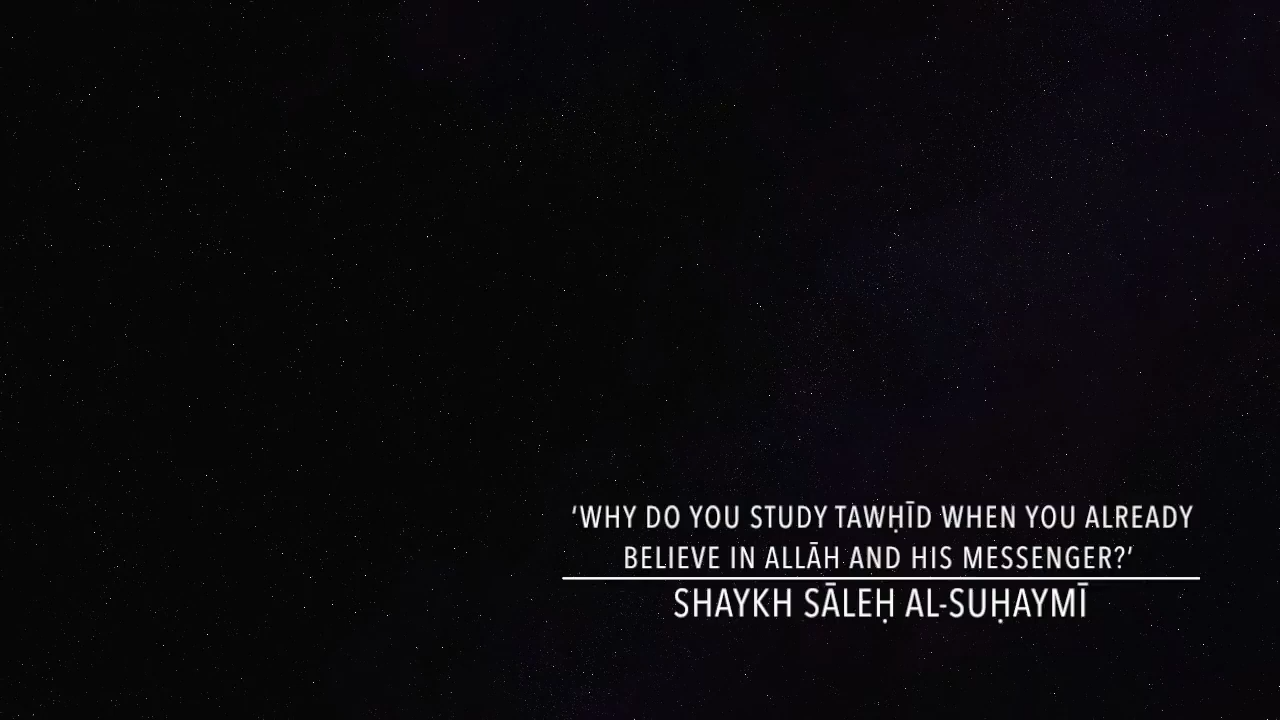 ‘WHY DO YOU STUDY TAWḤĪD WHEN YOU ALREADY
BELIEVE IN ALLĀH AND HIS MESSENGER?’
SHAYKH SĀLEḤ AL-SUḤAYMĪ